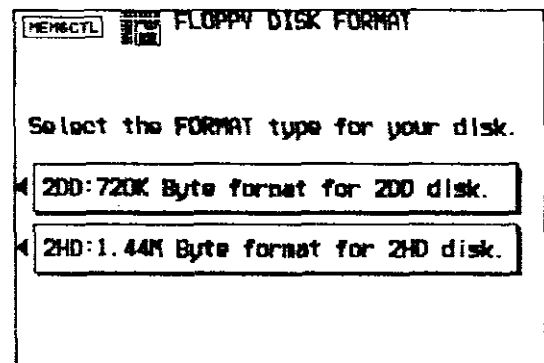 MEM&CTL FLOPPY DISK FORMAT
Select the FORMAT type for your disk.
2DD:720K Byte format for 2DD disk.
2HD:1.44M Byte format for 2HD disk.